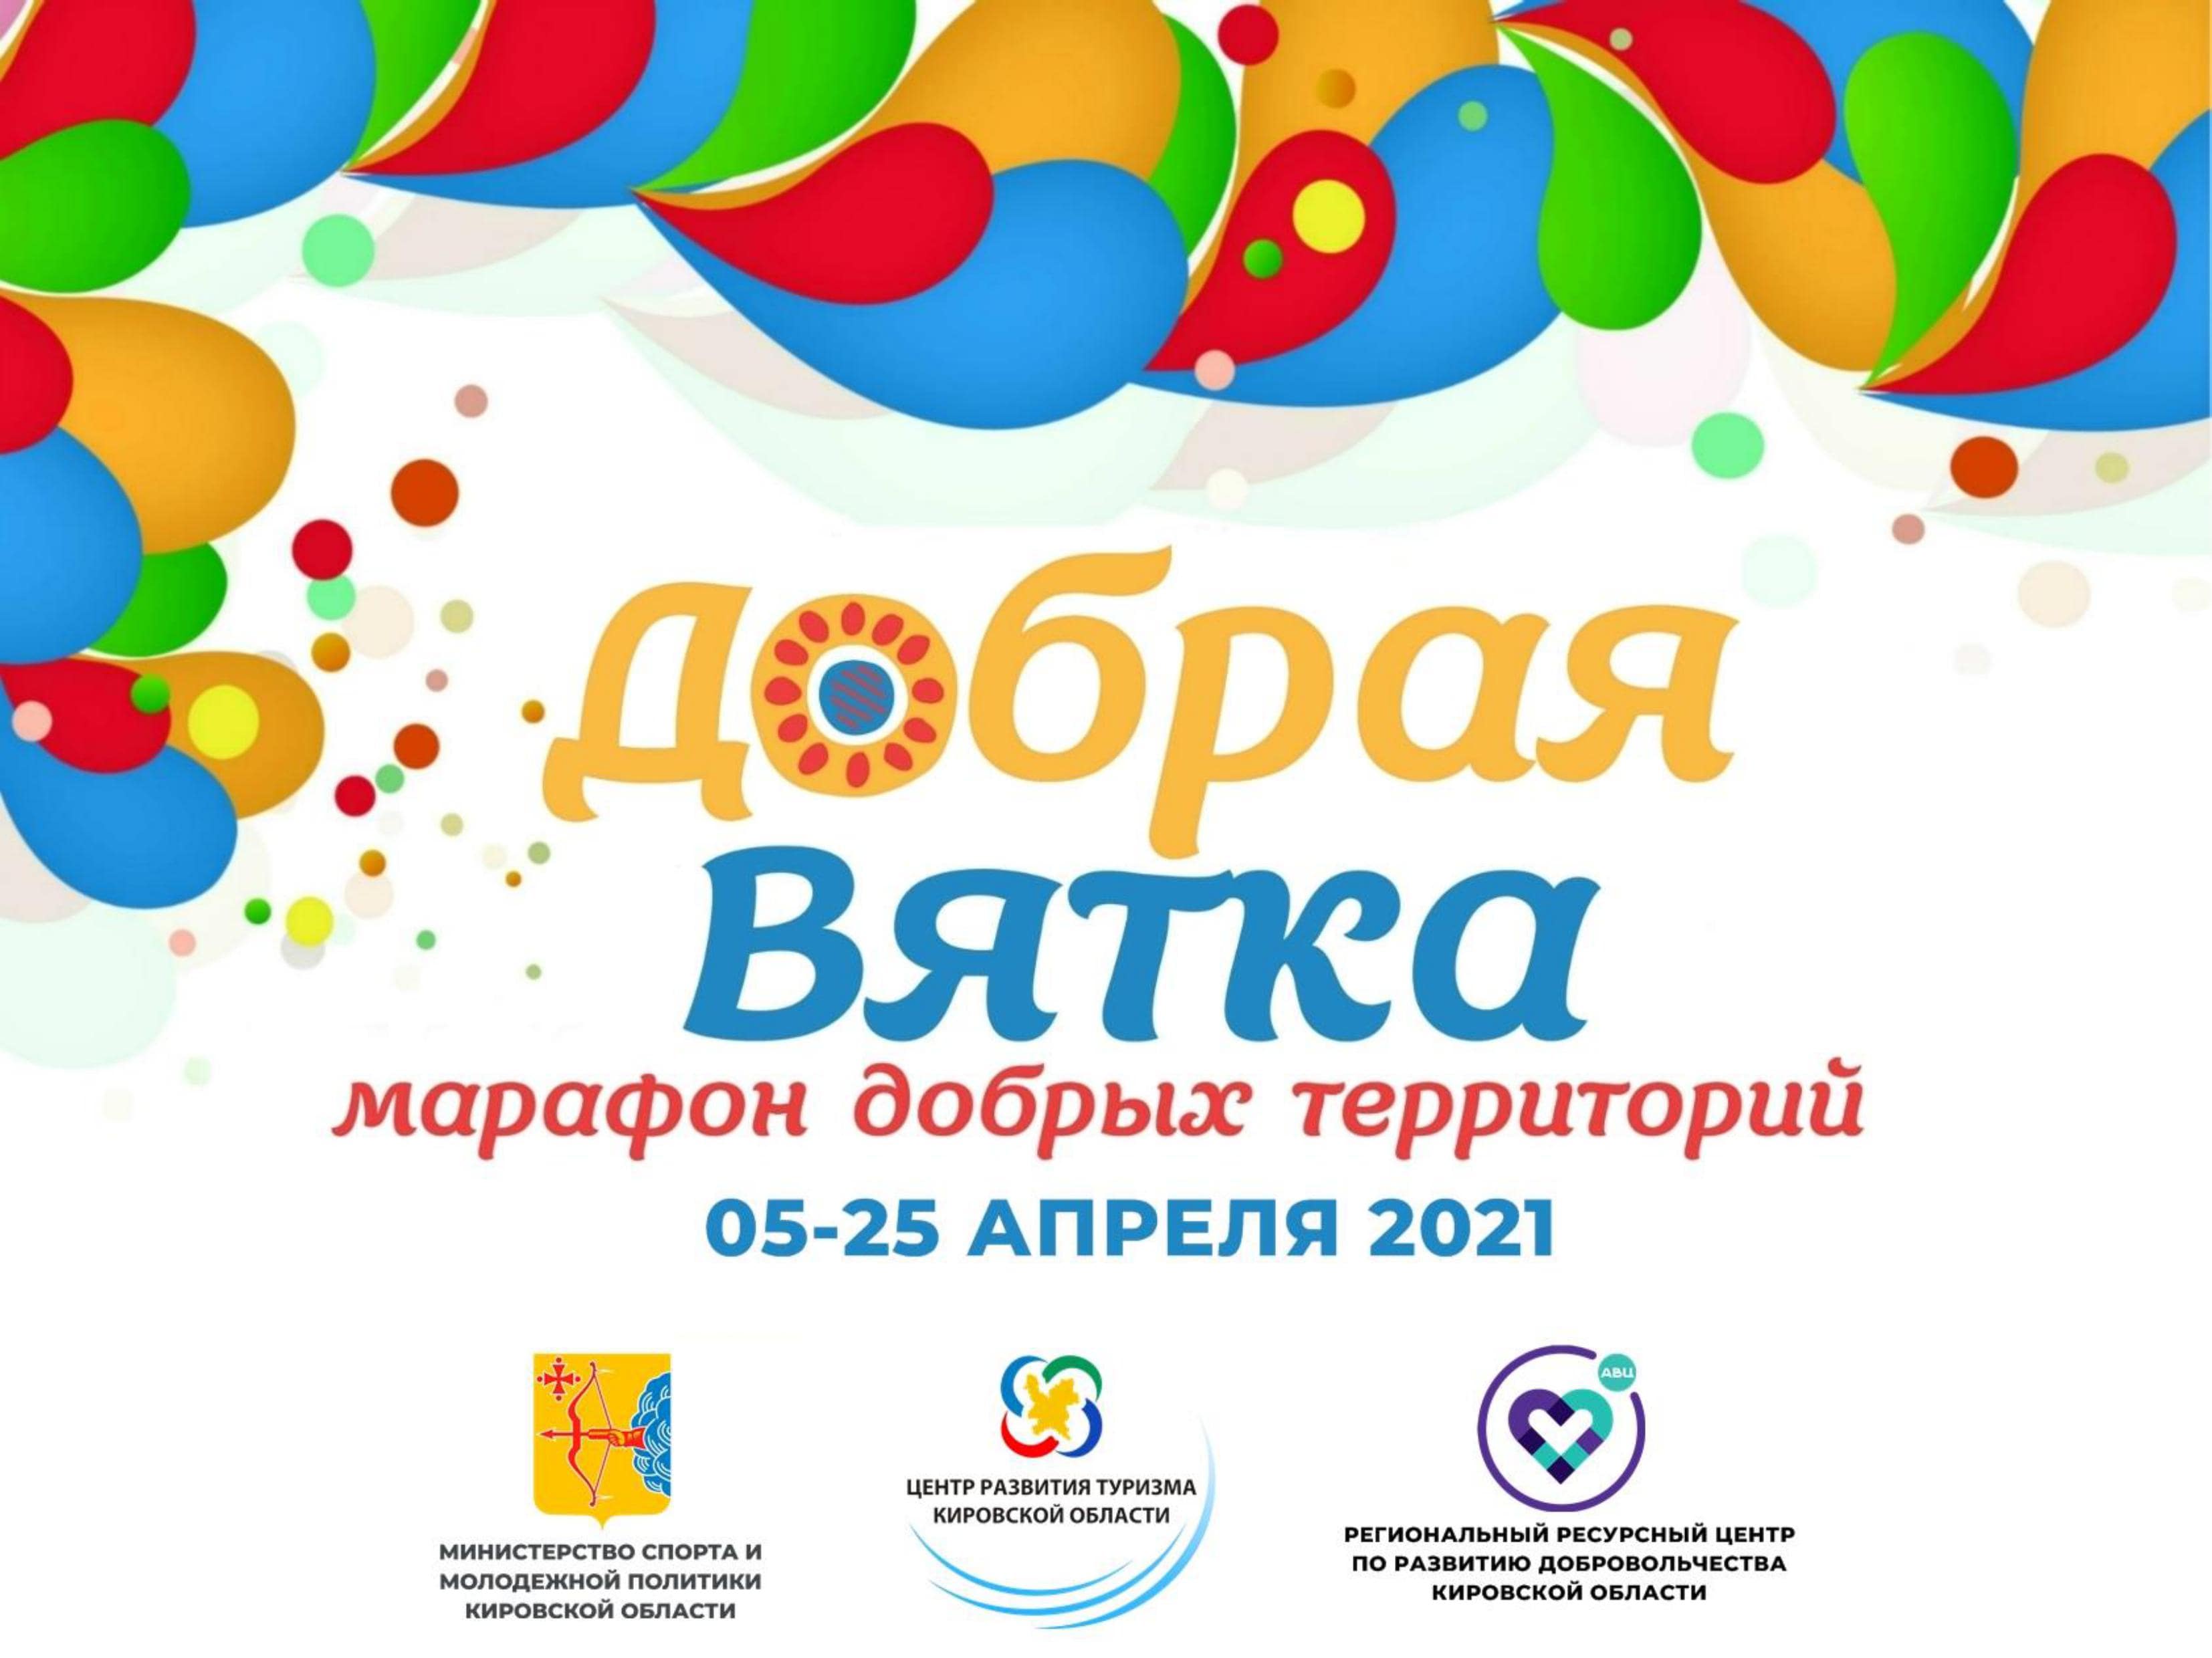 Добрая
Вятка
марафон добрых территорий
05-25 АПРЕЛЯ 2021
АВЦ
МИНИСТЕРСТВО СПОРТА И
МОЛОДЕЖНОЙ ПОЛИТИКИ
КИРОВСКОЙ ОБЛАСТИ
ЦЕНТР РАЗВИТИЯ ТУРИЗМА
КИРОВСКОЙ ОБЛАСТИ
РЕГИОНАЛЬНЫЙ РЕСУРСНЫЙ ЦЕНТР
ПО РАЗВИТИЮ ДОБРОВОЛЬЧЕСТВА
КИРОВСКОЙ ОБЛАСТИ